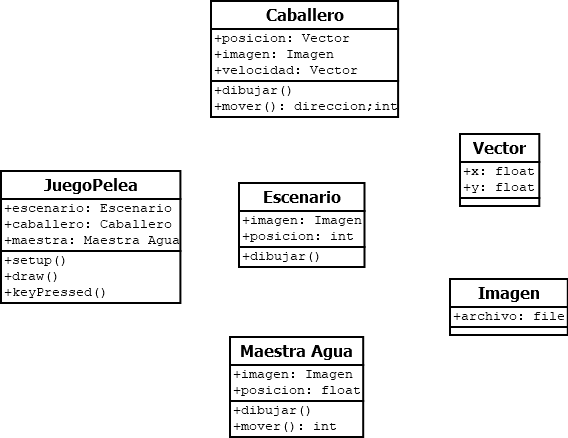 Caballero
+posicion: Vector
+imagen: Imagen
+velocidad: Vector
+dibujar()
+mover(): direccion;int
Vector
+x: float
+y: float
JuegoPelea
+escenario: Escenario
+caballero: Caballero
+maestra: Maestra Agua
+setup()
+draw()
+keyPressed()
Escenario
+imagen: Imagen
+posicion: int
+dibujar()
Imagen
+archivo: file
Maestra Agua
+imagen: Imagen
+posicion: float
+dibujar()
+mover(): int